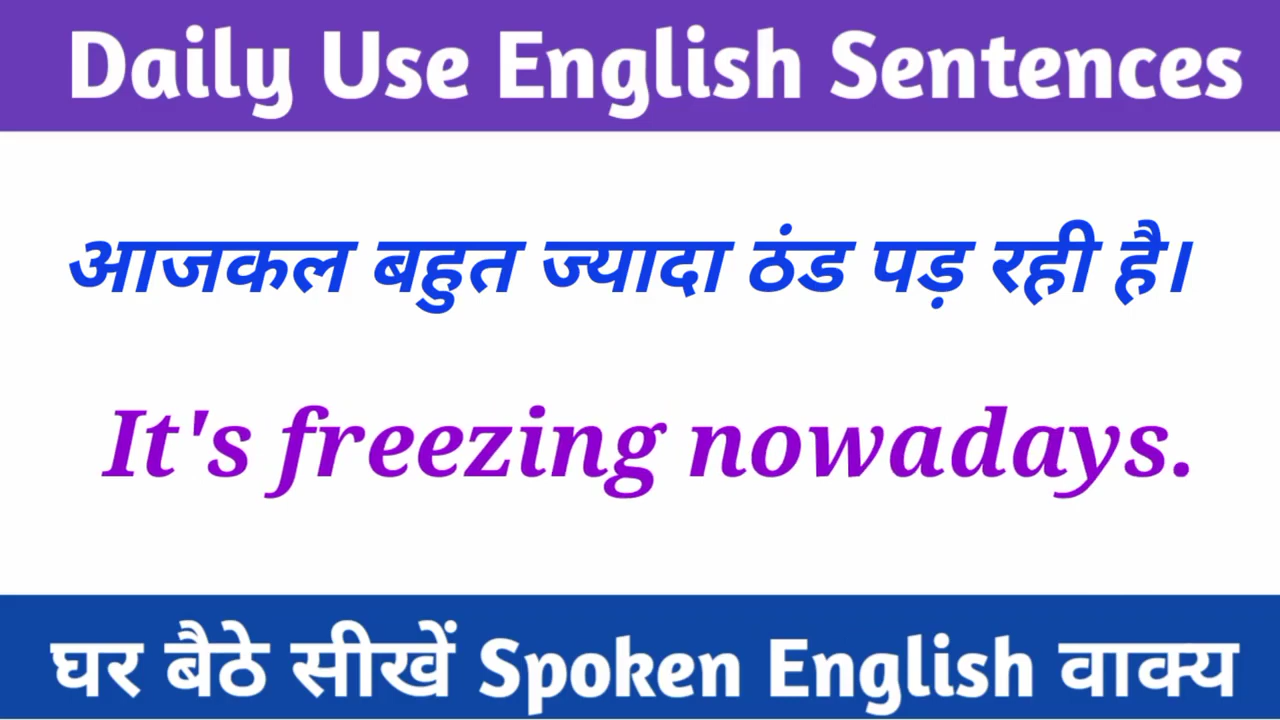 Daily Use English Sentences
आजकल बहुत ज्यादा ठंड पड़ रही है।
It's freezing nowadays.
घर बैठे सीखें Spoken English वाक्य